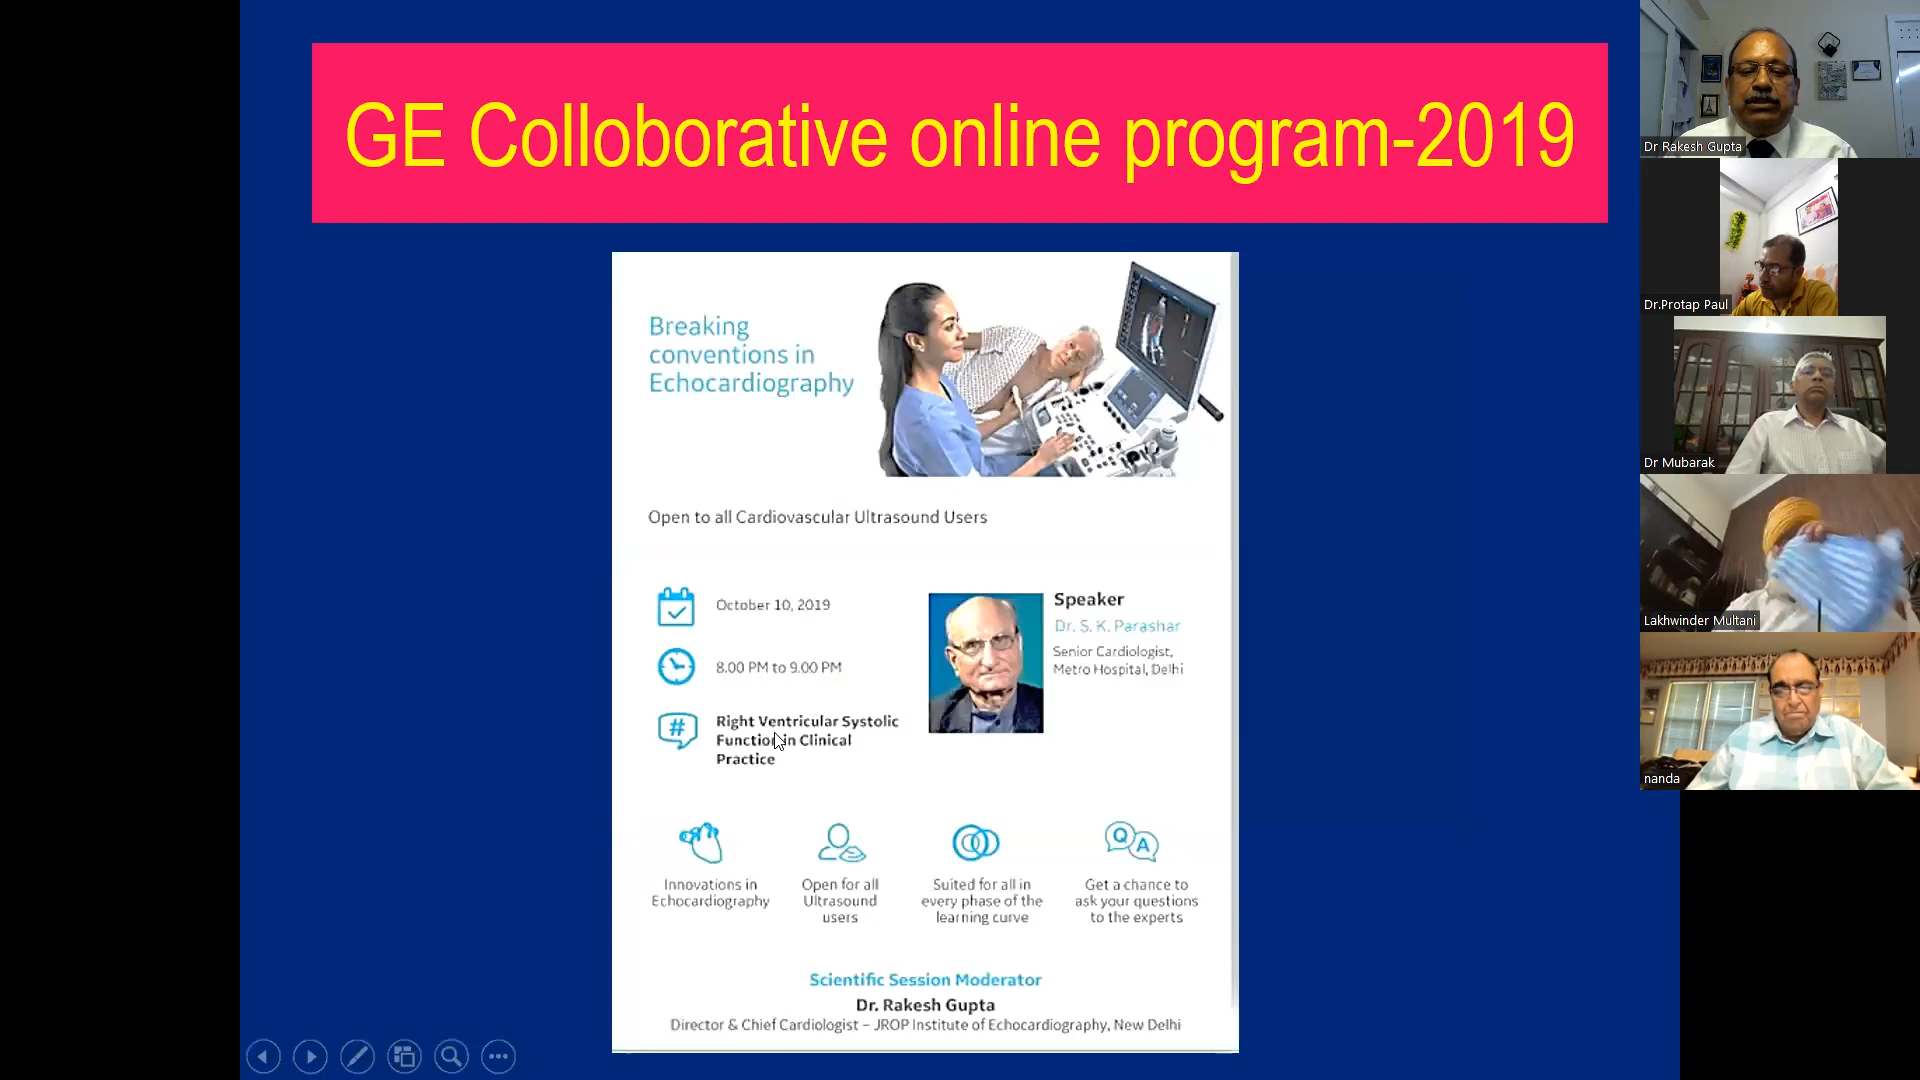 GE Colloborative online program-2019
Breaking
conventions in
Echocardiography
Open to all Cardiovascular Ultrasound Users
October 10, 2019
8.00 PM to 9.00 PM
#
Right Ventricular Systolic
Function in Clinical
Practice
Speaker
Dr. S. K. Parashar
Senior Cardiologist,
Metro Hospital, Delhi
Innovations in
Echocardiography
Open for all
Ultrasound
users
Suited for all in
every phase of the
learning curve
Q A
Get a chance to
ask your questions
to the experts
Scientific Session Moderator
Dr. Rakesh Gupta
Director & Chief Cardiologist – JROP Institute of Echocardiography, New Delhi
Dr Rakesh Gupta
Dr.Protap Paul
Dr Mubarak
Lakhwinder Multani
nanda